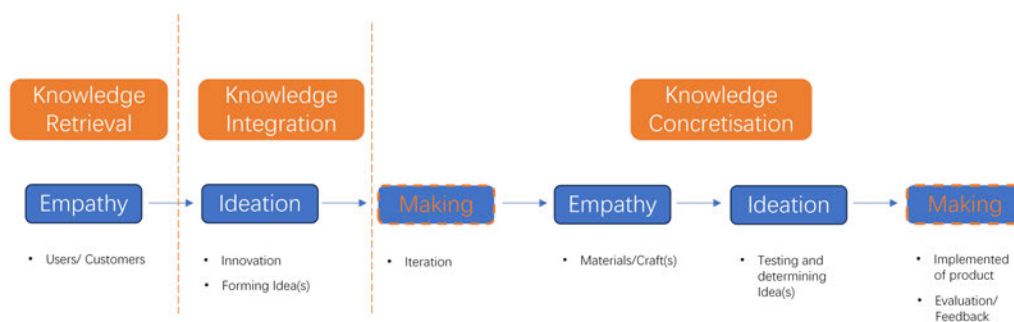 Knowledge
Retrieval
Knowledge
Integration
Knowledge
Concretisation
Empathy
Ideation
Making
Empathy
Ideation
Making
• Users/ Customers
• Innovation
• Forming Idea(s)
• Iteration
• Materials/Craft(s)
• Testing and
determining
Idea(s)
• Implemented
of product
• Evaluation/
Feedback